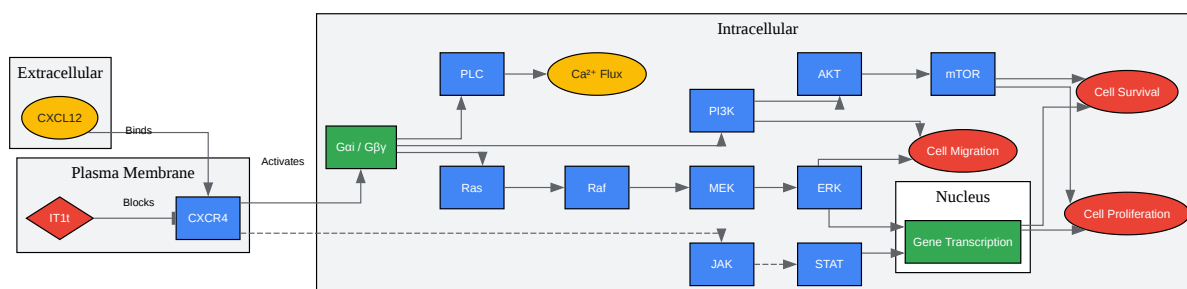 Intracellular
Extracellular
CXCL12
Binds
Plasma Membrane
IT1t
Blocks
CXCR4
Activates
Gαi / Gβγ
PLC
Ca²⁺ Flux
PI3K
AKT
mTOR
Cell Survival
Cell Migration
Ras
Raf
MEK
ERK
Nucleus
Gene Transcription
Cell Proliferation
JAK
STAT